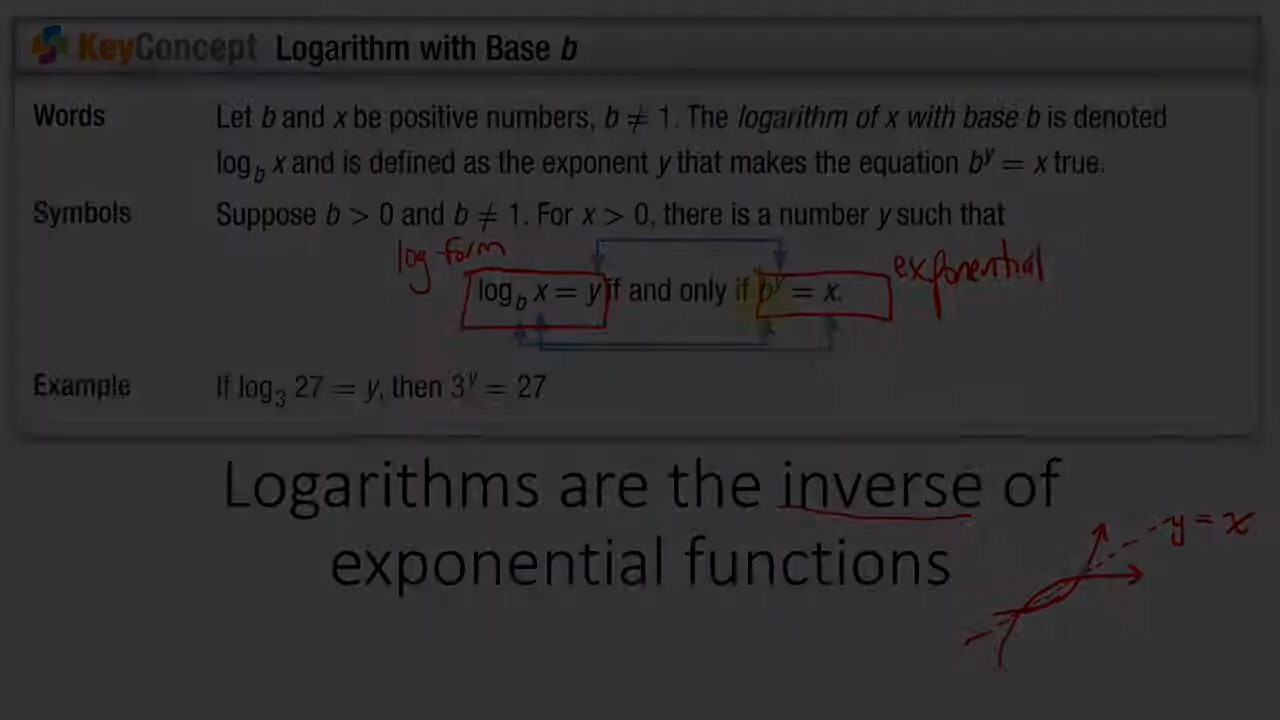 KeyConcept Logarithm with Base b
Words Let b and x be positive numbers, b ≠ 1. The logarithm of x with base b is denoted
log_b x and is defined as the exponent y that makes the equation b^y = x true.
Symbols Suppose b > 0 and b ≠ 1. For x > 0, there is a number y such that
log form
exponential
log_b x = y if and only if b^y = x.
Example If log_3 27 = y, then 3^y = 27
Logarithms are the inverse of
exponential functions
y = x